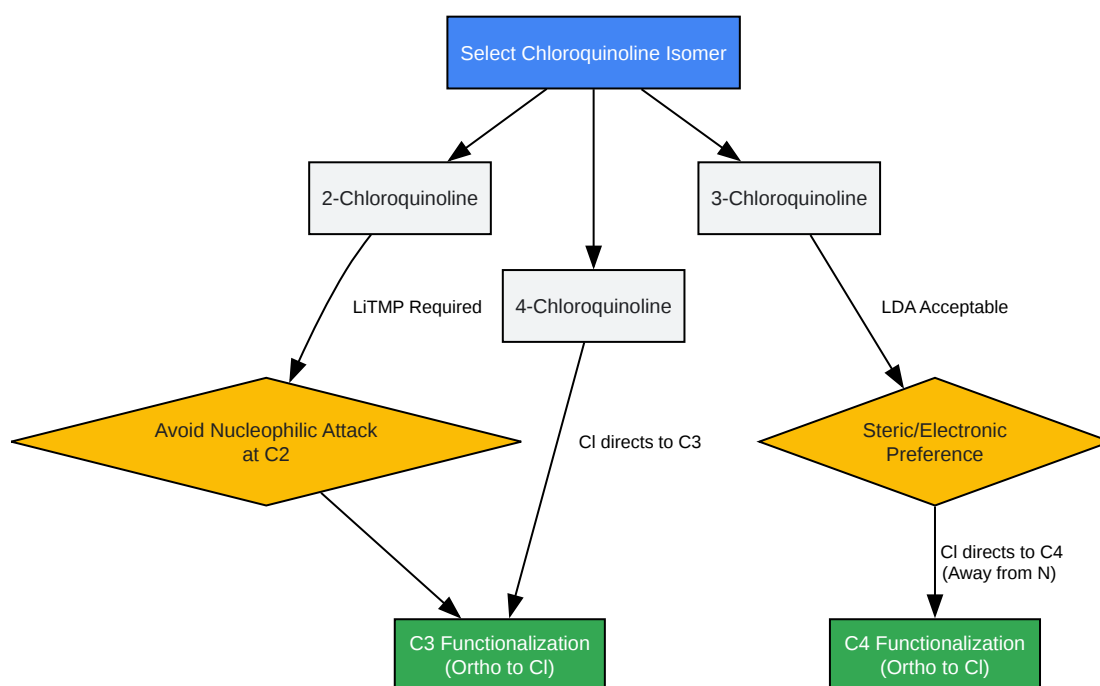 Select Chloroquinoline Isomer
2-Chloroquinoline
3-Chloroquinoline
4-Chloroquinoline
LiTMP Required
LDA Acceptable
Avoid Nucleophilic Attack
at C2
Cl directs to C3
Steric/Electronic
Preference
Cl directs to C4
(Away from N)
C3 Functionalization
(Ortho to Cl)
C4 Functionalization
(Ortho to Cl)